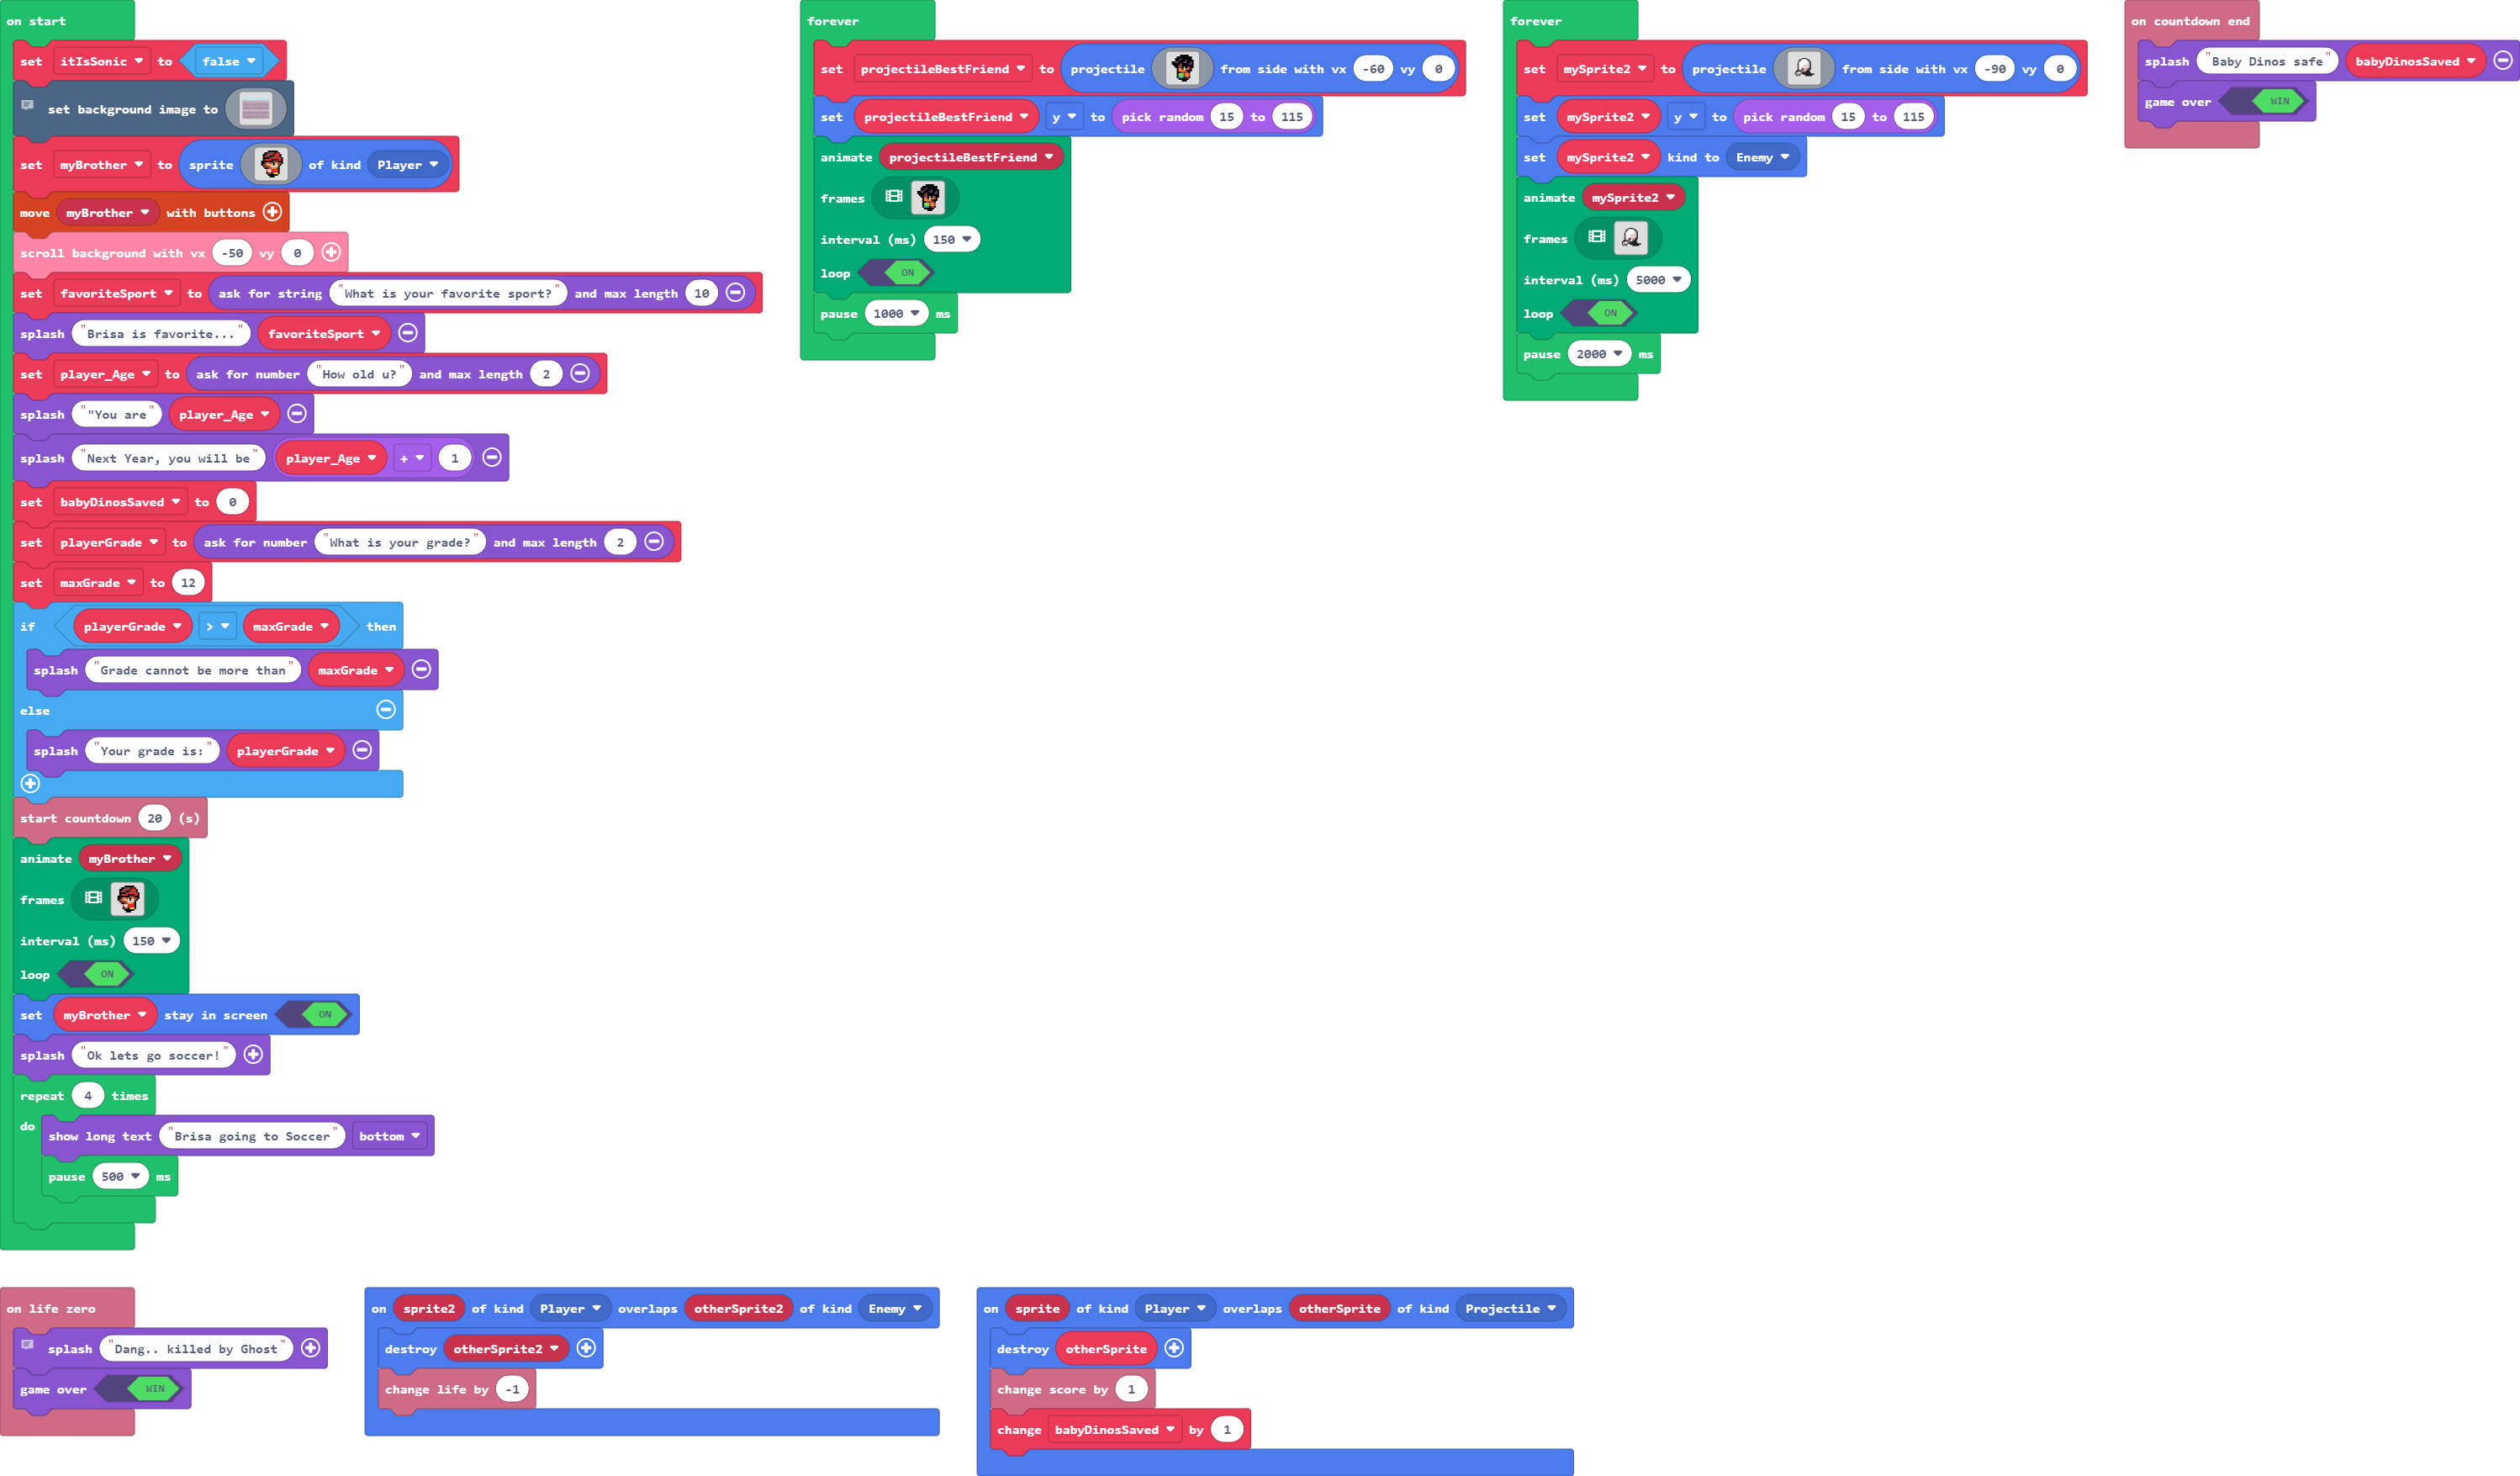 on start
set itIsSonic to false
set background image to
set myBrother to sprite of kind Player
move myBrother with buttons
scroll background with vx -50 vy 0
set favoriteSport to ask for string "What is your favorite sport?" and max length 10
splash "Brisa is favorite..." favoriteSport
set player_Age to ask for number "How old u?" and max length 2
splash ""You are" player_Age
splash "Next Year, you will be" player_Age + 1
set babyDinosSaved to 0
set playerGrade to ask for number "What is your grade?" and max length 2
set maxGrade to 12
if playerGrade > maxGrade then
splash "Grade cannot be more than" maxGrade
else
splash "Your grade is:" playerGrade
start countdown 20 (s)
animate myBrother
frames
interval (ms) 150
loop ON
set myBrother stay in screen ON
splash "Ok lets go soccer!"
repeat 4 times
do
show long text "Brisa going to Soccer" bottom
pause 500 ms
forever
set projectileBestFriend to projectile from side with vx -60 vy 0
set projectileBestFriend y to pick random 15 to 115
animate projectileBestFriend
frames
interval (ms) 150
loop ON
pause 1000 ms
forever
set mySprite2 to projectile from side with vx -90 vy 0
set mySprite2 y to pick random 15 to 115
set mySprite2 kind to Enemy
animate mySprite2
frames
interval (ms) 5000
loop ON
pause 2000 ms
on countdown end
splash "Baby Dinos safe" babyDinosSaved
game over WIN
on life zero
splash "Dang.. killed by Ghost"
game over WIN
on sprite2 of kind Player overlaps otherSprite2 of kind Enemy
destroy otherSprite2
change life by -1
on sprite of kind Player overlaps otherSprite of kind Projectile
destroy otherSprite
change score by 1
change babyDinosSaved by 1